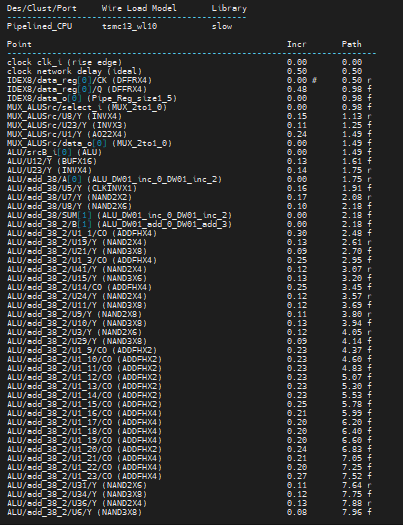 Des/Clust/Port Wire Load Model Library
------------------------------------------------
Pipelined_CPU tsmc13_wl10 slow
Point Incr Path
clock clk_i (rise edge) 0.00 0.00
clock network delay (ideal) 0.50 0.50
IDEX8/data_reg[0]/CK (DFFRX4) 0.00 # 0.50 r
IDEX8/data_reg[0]/Q (DFFRX4) 0.48 0.98 f
IDEX8/data_o[0] (Pipe_Reg_size1_5) 0.00 0.98 f
MUX_ALUSrc/select_i (MUX_2to1_0) 0.00 0.98 f
MUX_ALUSrc/U8/Y (INVX4) 0.15 1.13 r
MUX_ALUSrc/U23/Y (INVX3) 0.11 1.25 f
MUX_ALUSrc/U1/Y (AO22X4) 0.24 1.49 f
MUX_ALUSrc/data_o[0] (MUX_2to1_0) 0.00 1.49 f
ALU/srcB_i[0] (ALU) 0.00 1.49 f
ALU/U12/Y (BUFX16) 0.13 1.61 f
ALU/U23/Y (INVX4) 0.14 1.75 r
ALU/add_38/A[0] (ALU_DW01_inc_0_DW01_inc_2) 0.00 1.75 r
ALU/add_38/U5/Y (CLKINVX1) 0.16 1.91 f
ALU/add_38/U7/Y (NAND2X2) 0.17 2.08 r
ALU/add_38/U8/Y (NAND2X6) 0.10 2.18 f
ALU/add_38/SUM[1] (ALU_DW01_inc_0_DW01_inc_2) 0.00 2.18 f
ALU/add_38_2/B[1] (ALU_DW01_add_0_DW01_add_3) 0.00 2.18 f
ALU/add_38_2/U1_1/CO (ADDFHX4) 0.30 2.48 f
ALU/add_38_2/U19/Y (NAND2X4) 0.13 2.61 r
ALU/add_38_2/U21/Y (NAND3X8) 0.09 2.70 f
ALU/add_38_2/U1_3/CO (ADDFHX4) 0.25 2.95 f
ALU/add_38_2/U41/Y (NAND2X4) 0.12 3.07 r
ALU/add_38_2/U15/Y (NAND3X6) 0.13 3.20 f
ALU/add_38_2/U14/CO (ADDFHX4) 0.25 3.45 f
ALU/add_38_2/U24/Y (NAND2X4) 0.12 3.57 r
ALU/add_38_2/U11/Y (NAND3X8) 0.12 3.69 f
ALU/add_38_2/U9/Y (NAND2X8) 0.11 3.80 r
ALU/add_38_2/U10/Y (NAND3X8) 0.13 3.94 f
ALU/add_38_2/U3/Y (NAND2X6) 0.12 4.05 r
ALU/add_38_2/U29/Y (NAND3X8) 0.09 4.14 f
ALU/add_38_2/U1_9/CO (ADDFHX2) 0.23 4.37 f
ALU/add_38_2/U1_10/CO (ADDFHX2) 0.23 4.60 f
ALU/add_38_2/U1_11/CO (ADDFHX2) 0.23 4.83 f
ALU/add_38_2/U1_12/CO (ADDFHX2) 0.23 5.07 f
ALU/add_38_2/U1_13/CO (ADDFHX2) 0.23 5.30 f
ALU/add_38_2/U1_14/CO (ADDFHX2) 0.23 5.53 f
ALU/add_38_2/U1_15/CO (ADDFHX2) 0.25 5.78 f
ALU/add_38_2/U1_16/CO (ADDFHX4) 0.21 5.99 f
ALU/add_38_2/U1_17/CO (ADDFHX4) 0.20 6.20 f
ALU/add_38_2/U1_18/CO (ADDFHX4) 0.20 6.40 f
ALU/add_38_2/U1_19/CO (ADDFHX4) 0.20 6.60 f
ALU/add_38_2/U1_20/CO (ADDFHX2) 0.24 6.83 f
ALU/add_38_2/U1_21/CO (ADDFHX4) 0.21 7.05 f
ALU/add_38_2/U1_22/CO (ADDFHX4) 0.20 7.25 f
ALU/add_38_2/U1_23/CO (ADDFHX4) 0.27 7.52 f
ALU/add_38_2/U31/Y (NAND2X6) 0.11 7.64 r
ALU/add_38_2/U34/Y (NAND3X8) 0.12 7.75 f
ALU/add_38_2/U36/Y (NAND2X4) 0.13 7.88 r
ALU/add_38_2/U6/Y (NAND3X8) 0.08 7.96 f